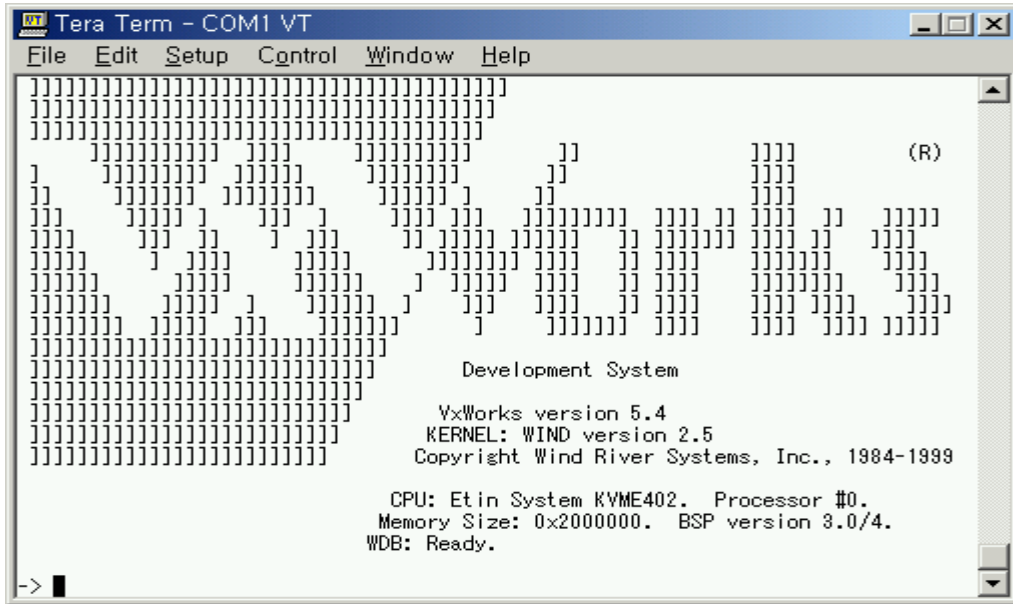 Tera Term - COM1 VT
File Edit Setup Control Window Help
VxWorks (R)
Development System
VxWorks version 5.4
KERNEL: WIND version 2.5
Copyright Wind River Systems, Inc., 1984-1999
CPU: Etin System KVME402. Processor #0.
Memory Size: 0x2000000. BSP version 3.0/4.
WDB: Ready.
->